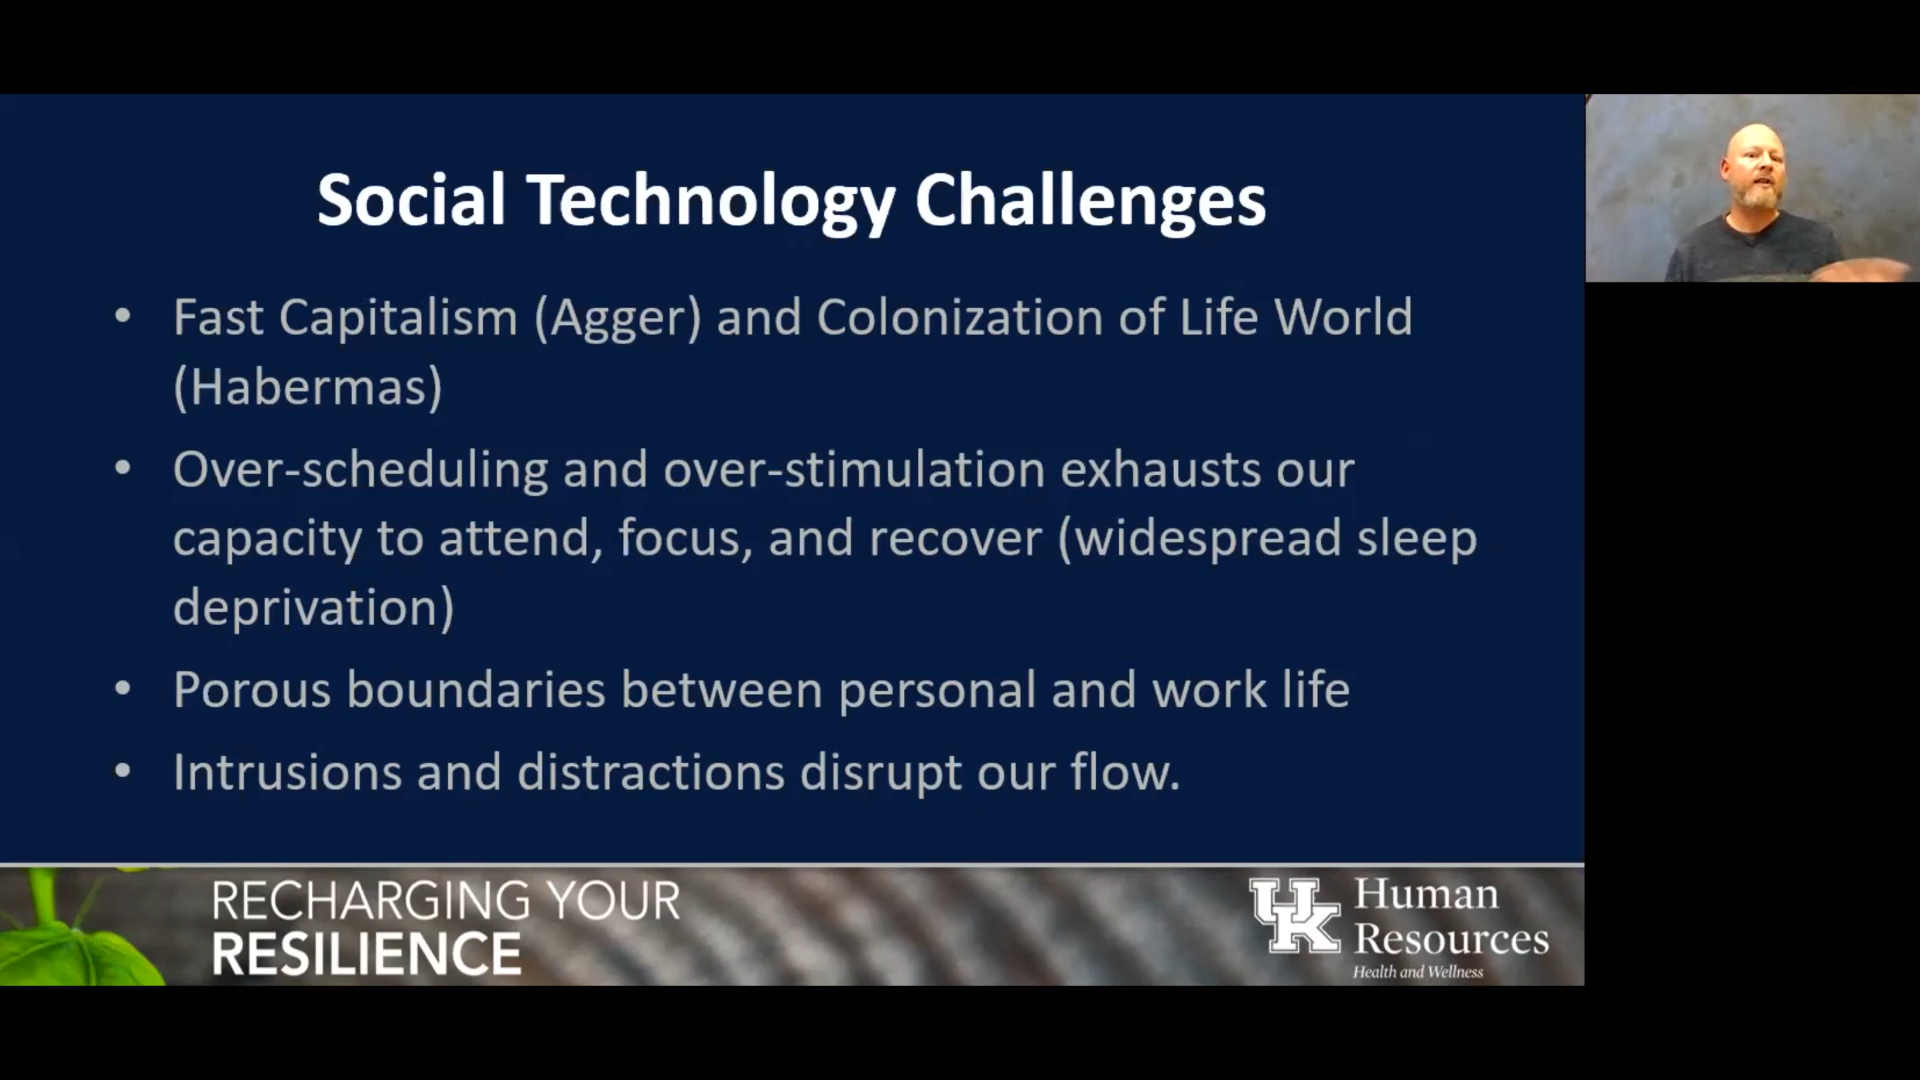 Social Technology Challenges
• Fast Capitalism (Agger) and Colonization of Life World
(Habermas)
• Over-scheduling and over-stimulation exhausts our
capacity to attend, focus, and recover (widespread sleep
deprivation)
• Porous boundaries between personal and work life
• Intrusions and distractions disrupt our flow.
RECHARGING YOUR
RESILIENCE
UK
Human
Resources
Health and Wellness